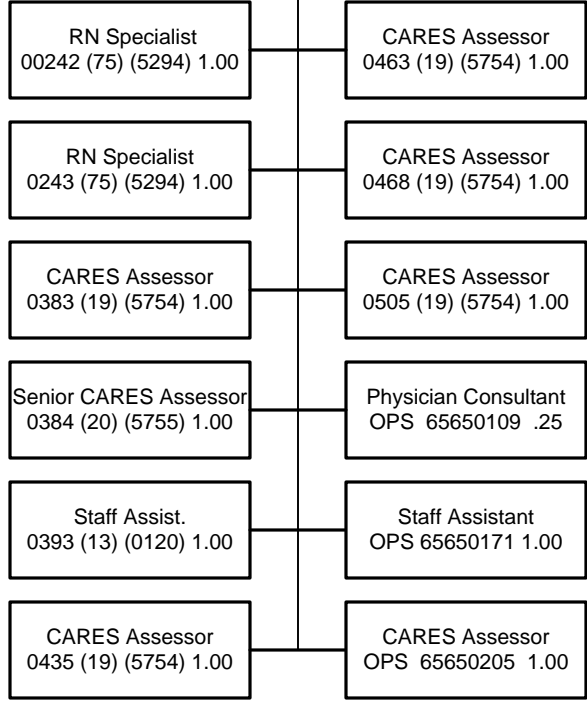 RN Specialist
00242 (75) (5294) 1.00
RN Specialist
0243 (75) (5294) 1.00
CARES Assessor
0383 (19) (5754) 1.00
Senior CARES Assessor
0384 (20) (5755) 1.00
Staff Assist.
0393 (13) (0120) 1.00
CARES Assessor
0435 (19) (5754) 1.00
CARES Assessor
0463 (19) (5754) 1.00
CARES Assessor
0468 (19) (5754) 1.00
CARES Assessor
0505 (19) (5754) 1.00
Physician Consultant
OPS 65650109 .25
Staff Assistant
OPS 65650171 1.00
CARES Assessor
OPS 65650205 1.00